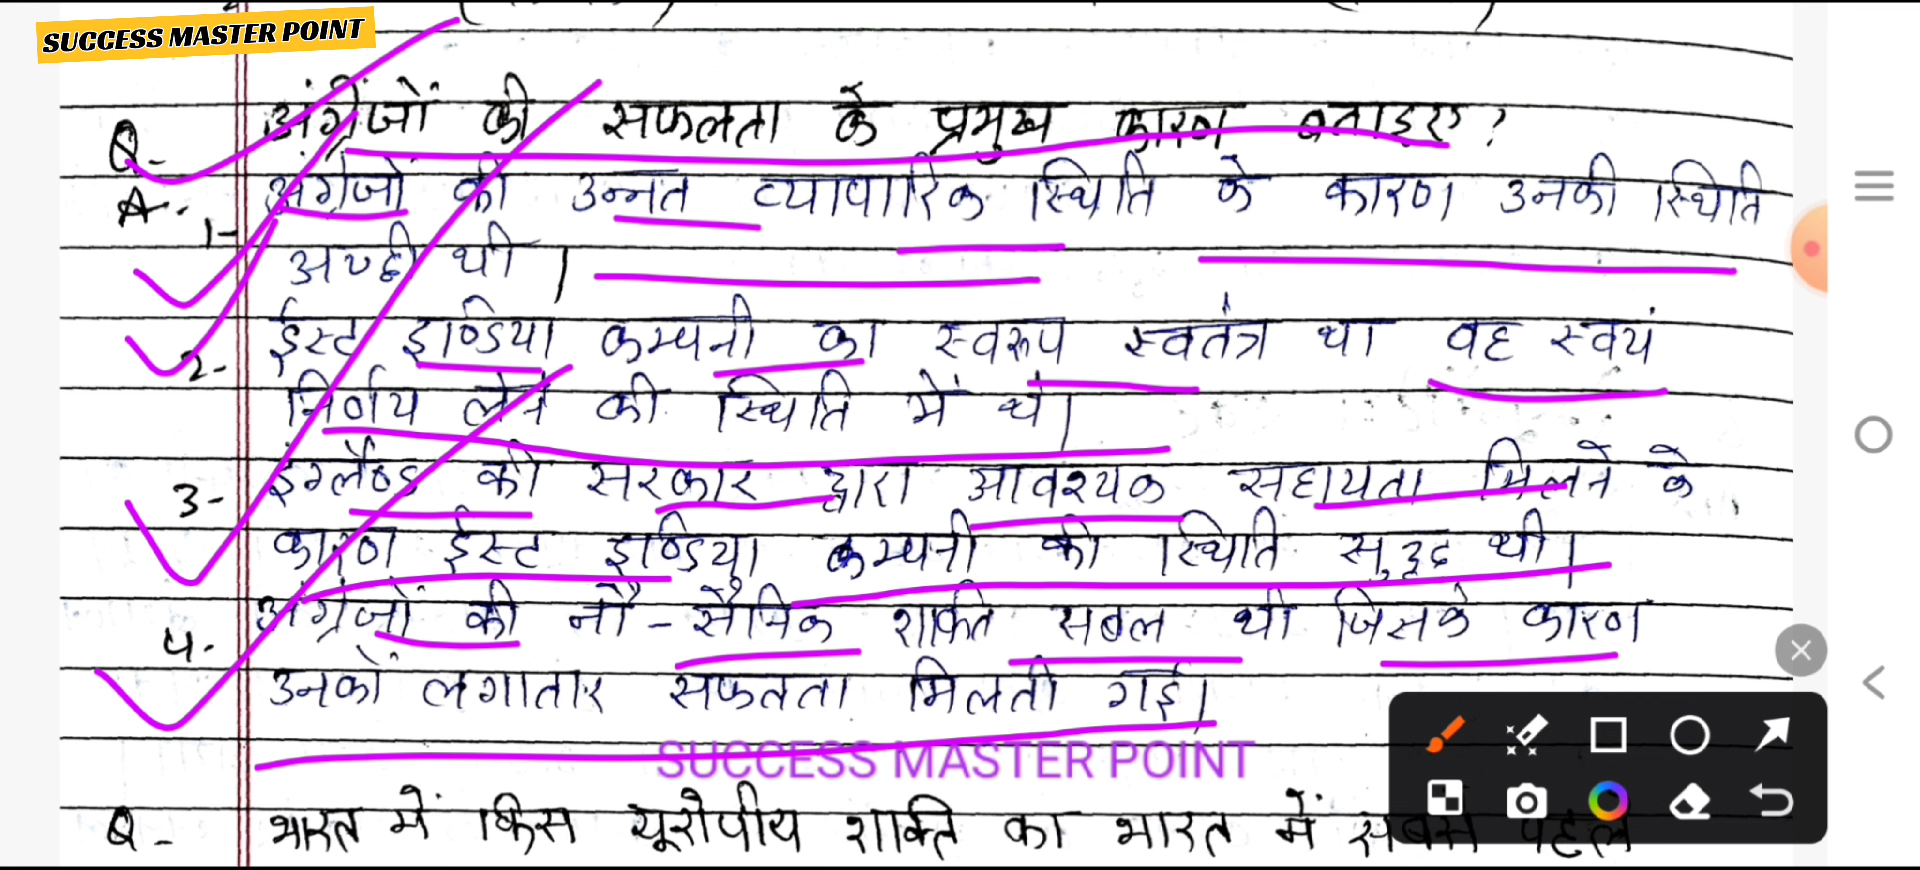 SUCCESS MASTER POINT
Q- अंग्रेंजों की सफलता के प्रमुख कारण बताइए?
A. 1- अंग्रेजों की उन्नत व्यापारिक स्थिति के कारण उनकी स्थिति
अच्छी थी।
2- ईस्ट इण्डिया कम्पनी का स्वरूप स्वतंत्र था वह स्वयं
निर्णय लेने की स्थिति में थे।
3- इंग्लैण्ड की सरकार द्वारा आवश्यक सहायता मिलने के
कारण ईस्ट इण्डिया कम्पनी की स्थिति सुदृढ थी।
4. अंग्रेजों की नौ-सैनिक शक्ति सबल थी जिसके कारण
उनको लगातार सफलता मिलती गई।
SUCCESS MASTER POINT
Q- भारत में किस यूरोपीय शक्ति का भारत में सबसे पहले